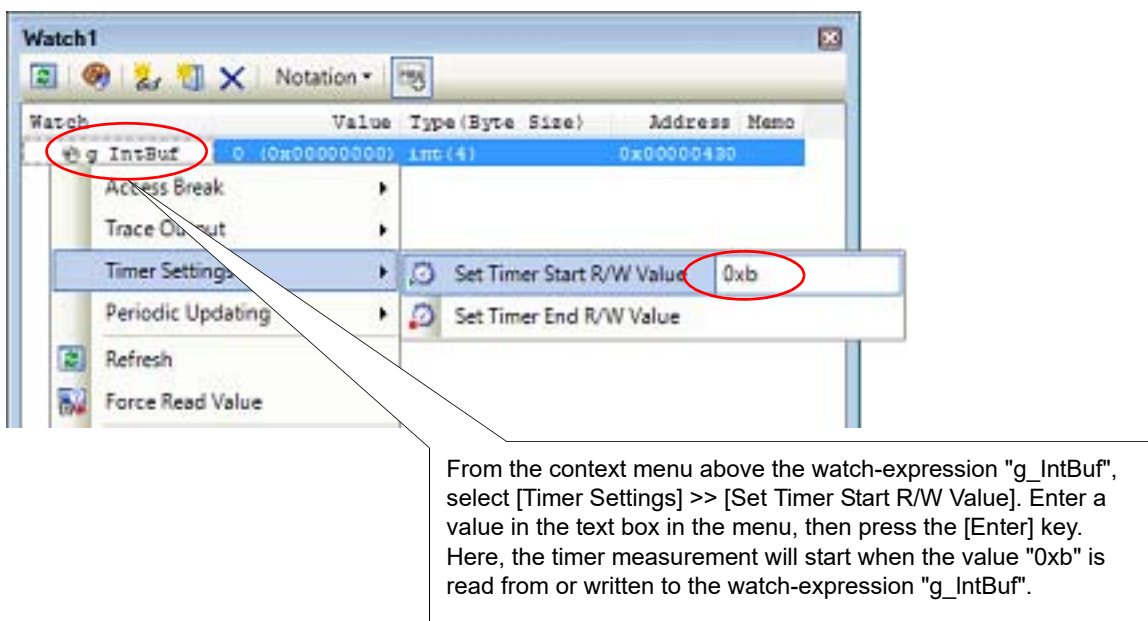 Watch1
Notation
Watch Value Type(Byte Size) Address Memo
g_IntBuf 0 (0x00000000) int(4) 0x00000430
Access Break
Trace Output
Timer Settings Set Timer Start R/W Value 0xb
Periodic Updating Set Timer End R/W Value
Refresh
Force Read Value
From the context menu above the watch-expression "g_IntBuf",
select [Timer Settings] >> [Set Timer Start R/W Value]. Enter a
value in the text box in the menu, then press the [Enter] key.
Here, the timer measurement will start when the value "0xb" is
read from or written to the watch-expression "g_IntBuf".